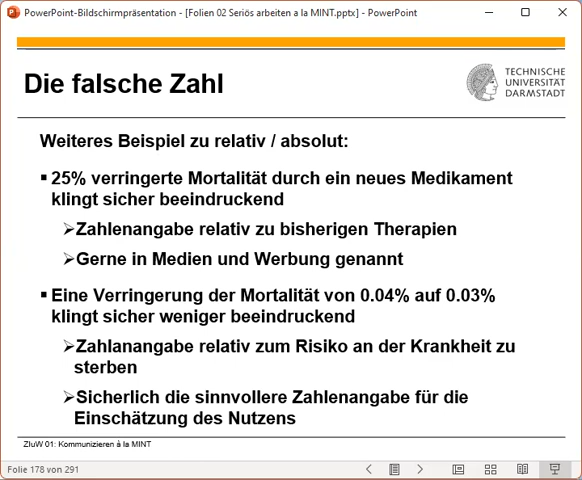 PowerPoint-Bildschirmpräsentation - [Folien 02 Seriös arbeiten a la MINT.pptx] - PowerPoint
Die falsche Zahl
TECHNISCHE
UNIVERSITÄT
DARMSTADT
Weiteres Beispiel zu relativ / absolut:
▪ 25% verringerte Mortalität durch ein neues Medikament
klingt sicher beeindruckend
➢Zahlenangabe relativ zu bisherigen Therapien
➢Gerne in Medien und Werbung genannt
▪ Eine Verringerung der Mortalität von 0.04% auf 0.03%
klingt sicher weniger beeindruckend
➢Zahlanangabe relativ zum Risiko an der Krankheit zu
sterben
➢Sicherlich die sinnvollere Zahlenangabe für die
Einschätzung des Nutzens
ZIuW 01: Kommunizieren à la MINT
Folie 178 von 291